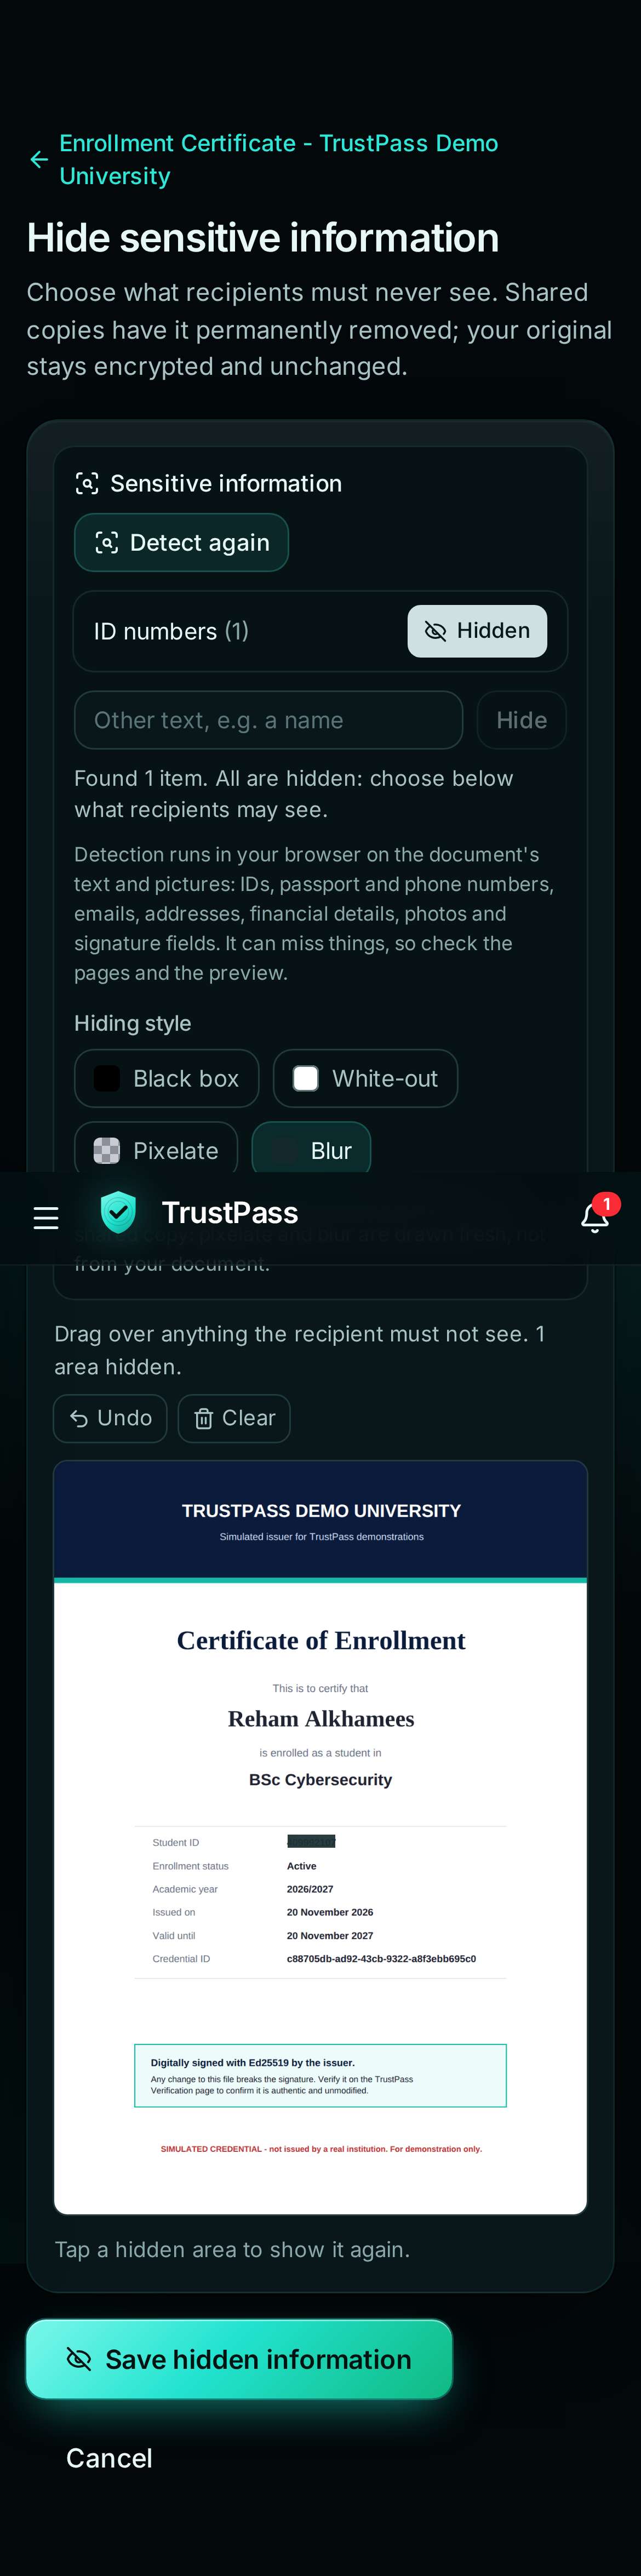 Enrollment Certificate - TrustPass Demo
University
Hide sensitive information
Choose what recipients must never see. Shared
copies have it permanently removed; your original
stays encrypted and unchanged.
Sensitive information
Detect again
ID numbers (1)
Hidden
Other text, e.g. a name
Hide
Found 1 item. All are hidden: choose below
what recipients may see.
Detection runs in your browser on the document's
text and pictures: IDs, passport and phone numbers,
emails, addresses, financial details, photos and
signature fields. It can miss things, so check the
pages and the preview.
Hiding style
Black box
White-out
Pixelate
Blur
TrustPass
1
shared copy: pixelate and blur are drawn fresh, not
from your document.
Drag over anything the recipient must not see. 1
area hidden.
Undo
Clear
TRUSTPASS DEMO UNIVERSITY
Simulated issuer for TrustPass demonstrations
Certificate of Enrollment
This is to certify that
Reham Alkhamees
is enrolled as a student in
BSc Cybersecurity
Student ID
Enrollment status Active
Academic year 2026/2027
Issued on 20 November 2026
Valid until 20 November 2027
Credential ID c88705db-ad92-43cb-9322-a8f3ebb695c0
Digitally signed with Ed25519 by the issuer.
Any change to this file breaks the signature. Verify it on the TrustPass
Verification page to confirm it is authentic and unmodified.
SIMULATED CREDENTIAL - not issued by a real institution. For demonstration only.
Tap a hidden area to show it again.
Save hidden information
Cancel